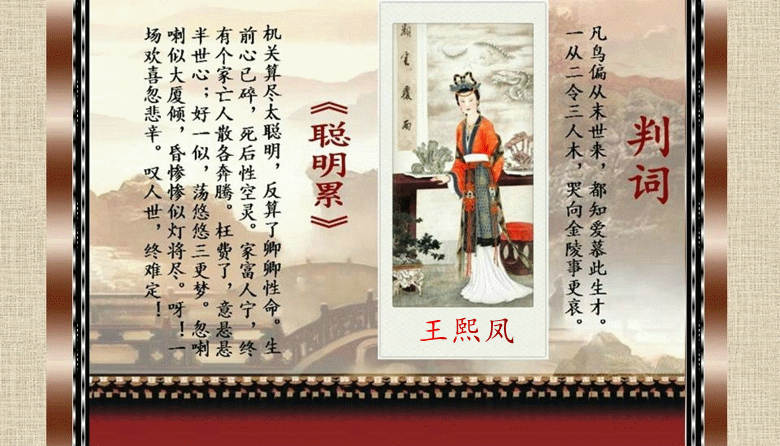 判词
凡鸟偏从末世来,都知爱慕此生才。
一从二令三人木,哭向金陵事更哀。
王熙凤
《聪明累》
机关算尽太聪明,反算了卿卿性命。生
前心已碎,死后性空灵。家富人宁,终
有个家亡人散各奔腾。枉费了,意悬悬
半世心;好一似,荡悠悠三更梦。忽喇
喇似大厦倾,昏惨惨似灯将尽。呀!一
场欢喜忽悲辛。叹人世,终难定!